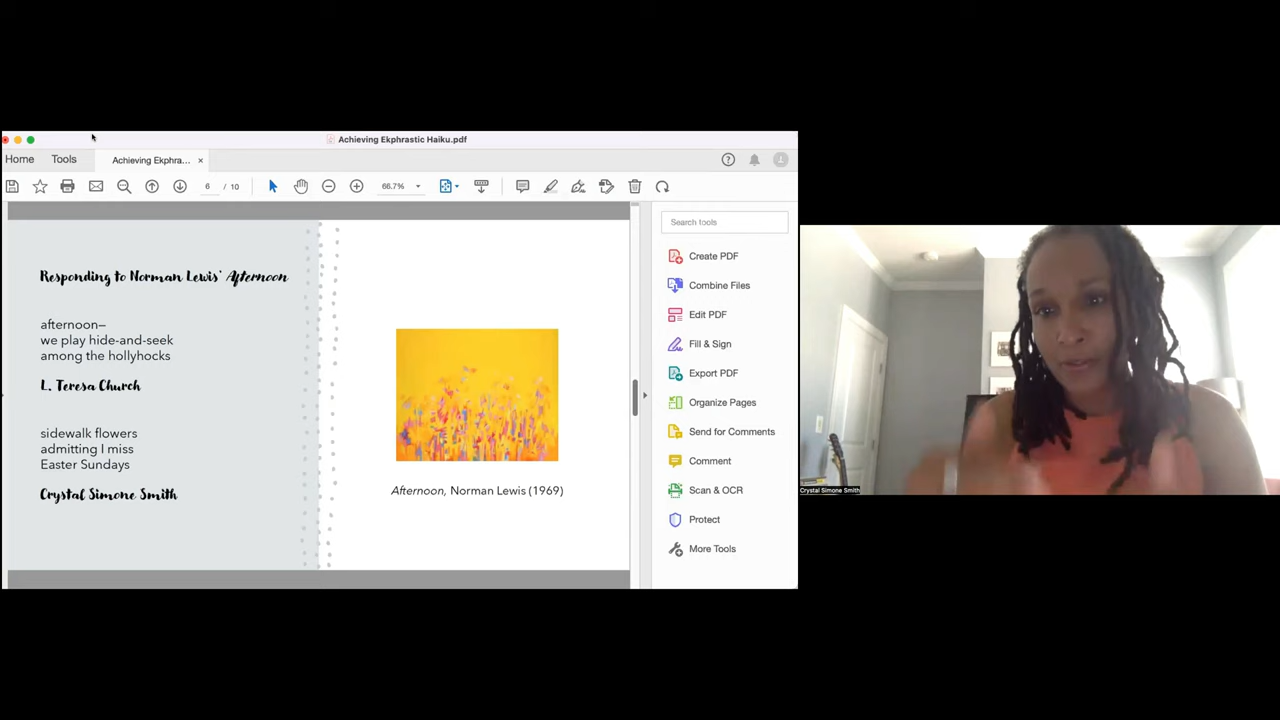 Achieving Ekphrastic Haiku.pdf
Home
Tools
Achieving Ekphra...
6 / 10
66.7%
Search tools
Responding to Norman Lewis' Afternoon
afternoon—
we play hide-and-seek
among the hollyhocks
L. Teresa Church
sidewalk flowers
admitting I miss
Easter Sundays
Crystal Simone Smith
Afternoon, Norman Lewis (1969)
Create PDF
Combine Files
Edit PDF
Fill & Sign
Export PDF
Organize Pages
Send for Comments
Comment
Scan & OCR
Protect
More Tools
Crystal Simone Smith